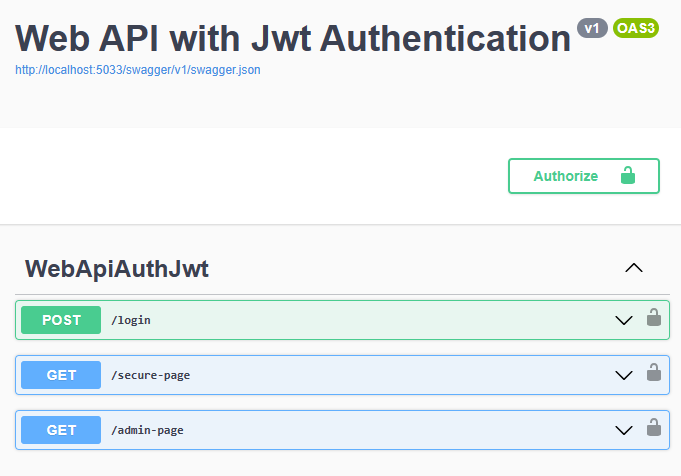 Web API with Jwt Authentication v1 OAS3
http://localhost:5033/swagger/v1/swagger.json
Authorize
WebApiAuthJwt
POST /login
GET /secure-page
GET /admin-page